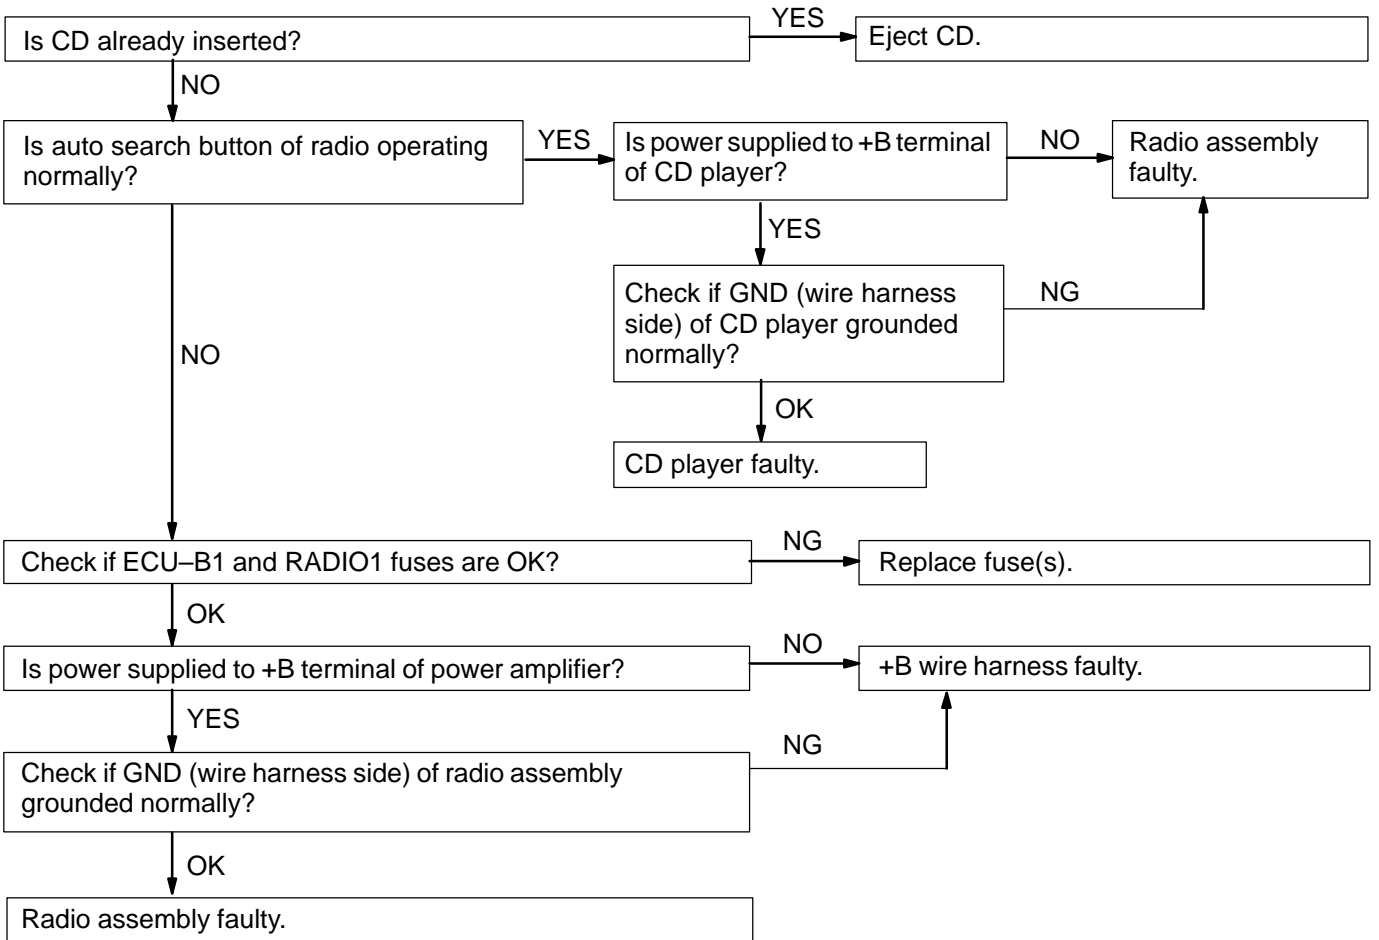 Is CD already inserted?
YES
Eject CD.
NO
Is auto search button of radio operating
normally?
YES
Is power supplied to +B terminal
of CD player?
NO
Radio assembly
faulty.
YES
Check if GND (wire harness
side) of CD player grounded
normally?
NG
NO
OK
CD player faulty.
Check if ECU–B1 and RADIO1 fuses are OK?
NG
Replace fuse(s).
OK
Is power supplied to +B terminal of power amplifier?
NO
+B wire harness faulty.
YES
Check if GND (wire harness side) of radio assembly
grounded normally?
NG
OK
Radio assembly faulty.